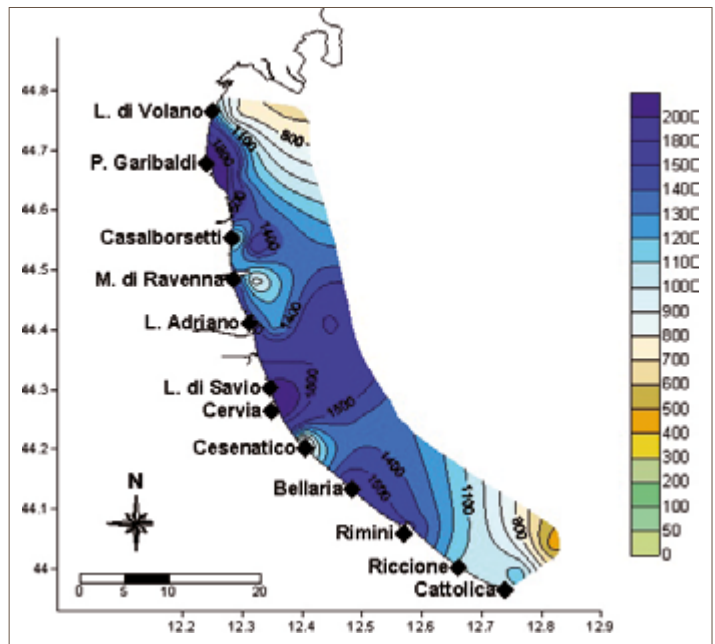 44.8
44.7
44.6
44.5
44.4
44.3
44.2
44.1
44
L. di Volano
P. Garibaldi
Casalborsetti
M. di Ravenna
L. Adriano
L. di Savio
Cervia
Cesenatico
Bellaria
Rimini
Riccione
Cattolica
800
1100
1800
1400
1400
1500
1400
1500
1100
800
N
0 5 10 20
12.2 12.3 12.4 12.5 12.6 12.7 12.8 12.9
2000
1800
1500
1400
1300
1200
1100
1000
900
800
700
600
500
400
300
200
100
50
0